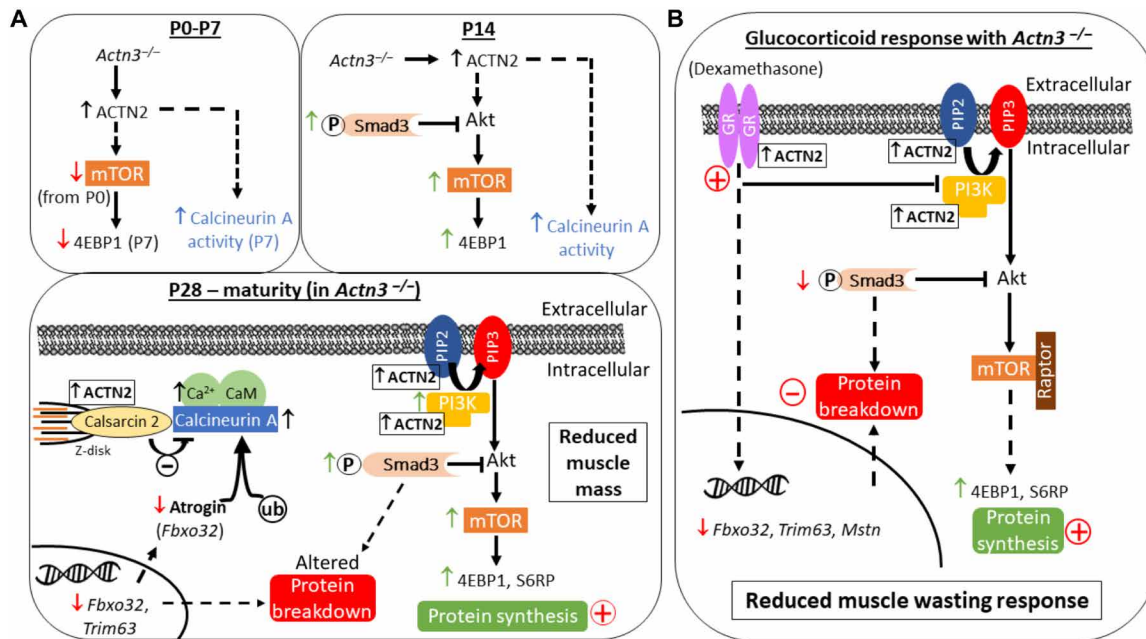 A
P0-P7
Actn3−/−
↑ ACTN2
↓ mTOR
(from P0)
↓ 4EBP1 (P7)
↑ Calcineurin A
activity (P7)
P14
Actn3−/−
↑ ACTN2
↑ P Smad3
Akt
↑ mTOR
↑ 4EBP1
↑ Calcineurin A
activity
P28 – maturity (in Actn3 −/−)
Extracellular
Intracellular
PIP2
PIP3
↑ ACTN2
↑ PI3K
↑ ACTN2
↑ ACTN2
Calsarcin 2
Z-disk
↑ Ca2+
CaM
Calcineurin A ↑
−
↓ Atrogin
(Fbxo32)
ub
↓ Fbxo32,
Trim63
↑ P Smad3
Akt
Reduced
muscle
mass
↑ mTOR
Altered
Protein
breakdown
↑ 4EBP1, S6RP
Protein synthesis +
B
Glucocorticoid response with Actn3 −/−
(Dexamethasone)
Extracellular
Intracellular
GR
GR
PIP2
PIP3
↑ ACTN2
↑ ACTN2
+
PI3K
↑ ACTN2
↓ P Smad3
Akt
mTOR
Raptor
− Protein
breakdown
↓ Fbxo32, Trim63, Mstn
↑ 4EBP1, S6RP
Protein
synthesis +
Reduced muscle wasting response